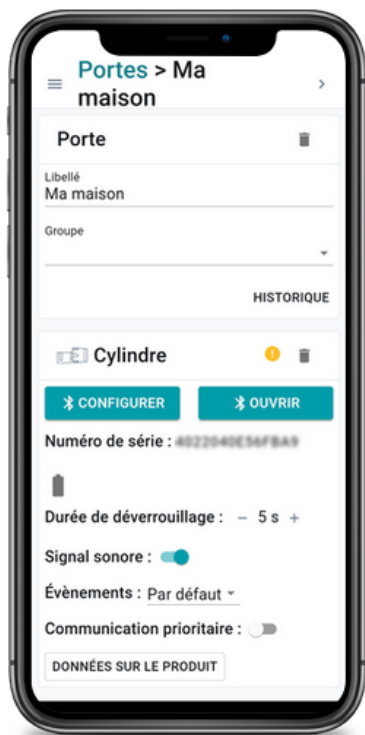 Portes > Ma
maison
Porte
Libellé
Ma maison
Groupe
HISTORIQUE
Cylindre
CONFIGURER
OUVRIR
Numéro de série :
Durée de déverrouillage : – 5 s +
Signal sonore :
Évènements : Par défaut
Communication prioritaire :
DONNÉES SUR LE PRODUIT